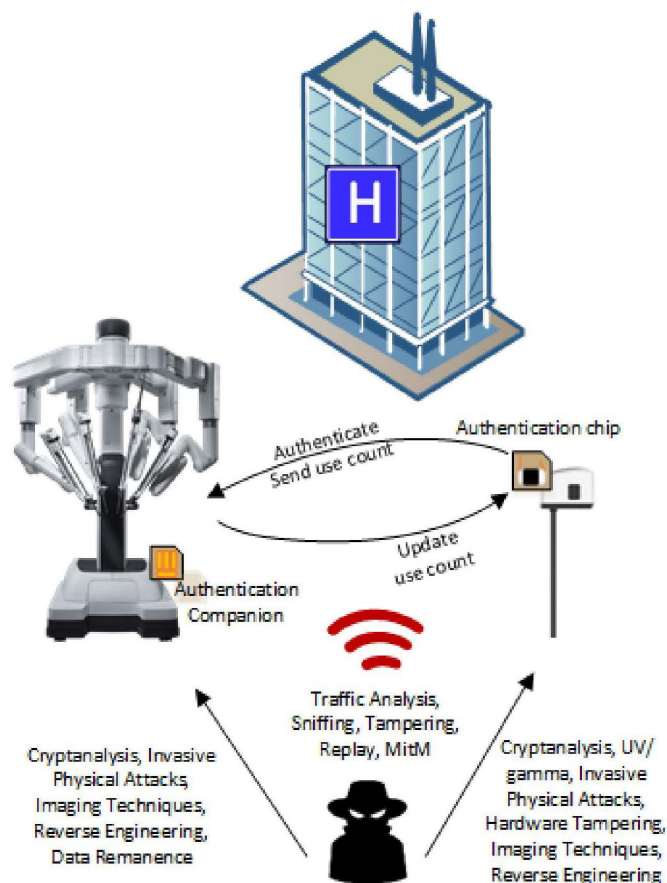 H
Authentication chip
Authenticate
Send use count
Update
use count
Authentication
Companion
Traffic Analysis,
Sniffing, Tampering,
Replay, MitM
Cryptanalysis, Invasive
Physical Attacks,
Imaging Techniques,
Reverse Engineering,
Data Remanence
Cryptanalysis, UV/
gamma, Invasive
Physical Attacks,
Hardware Tampering,
Imaging Techniques,
Reverse Engineering